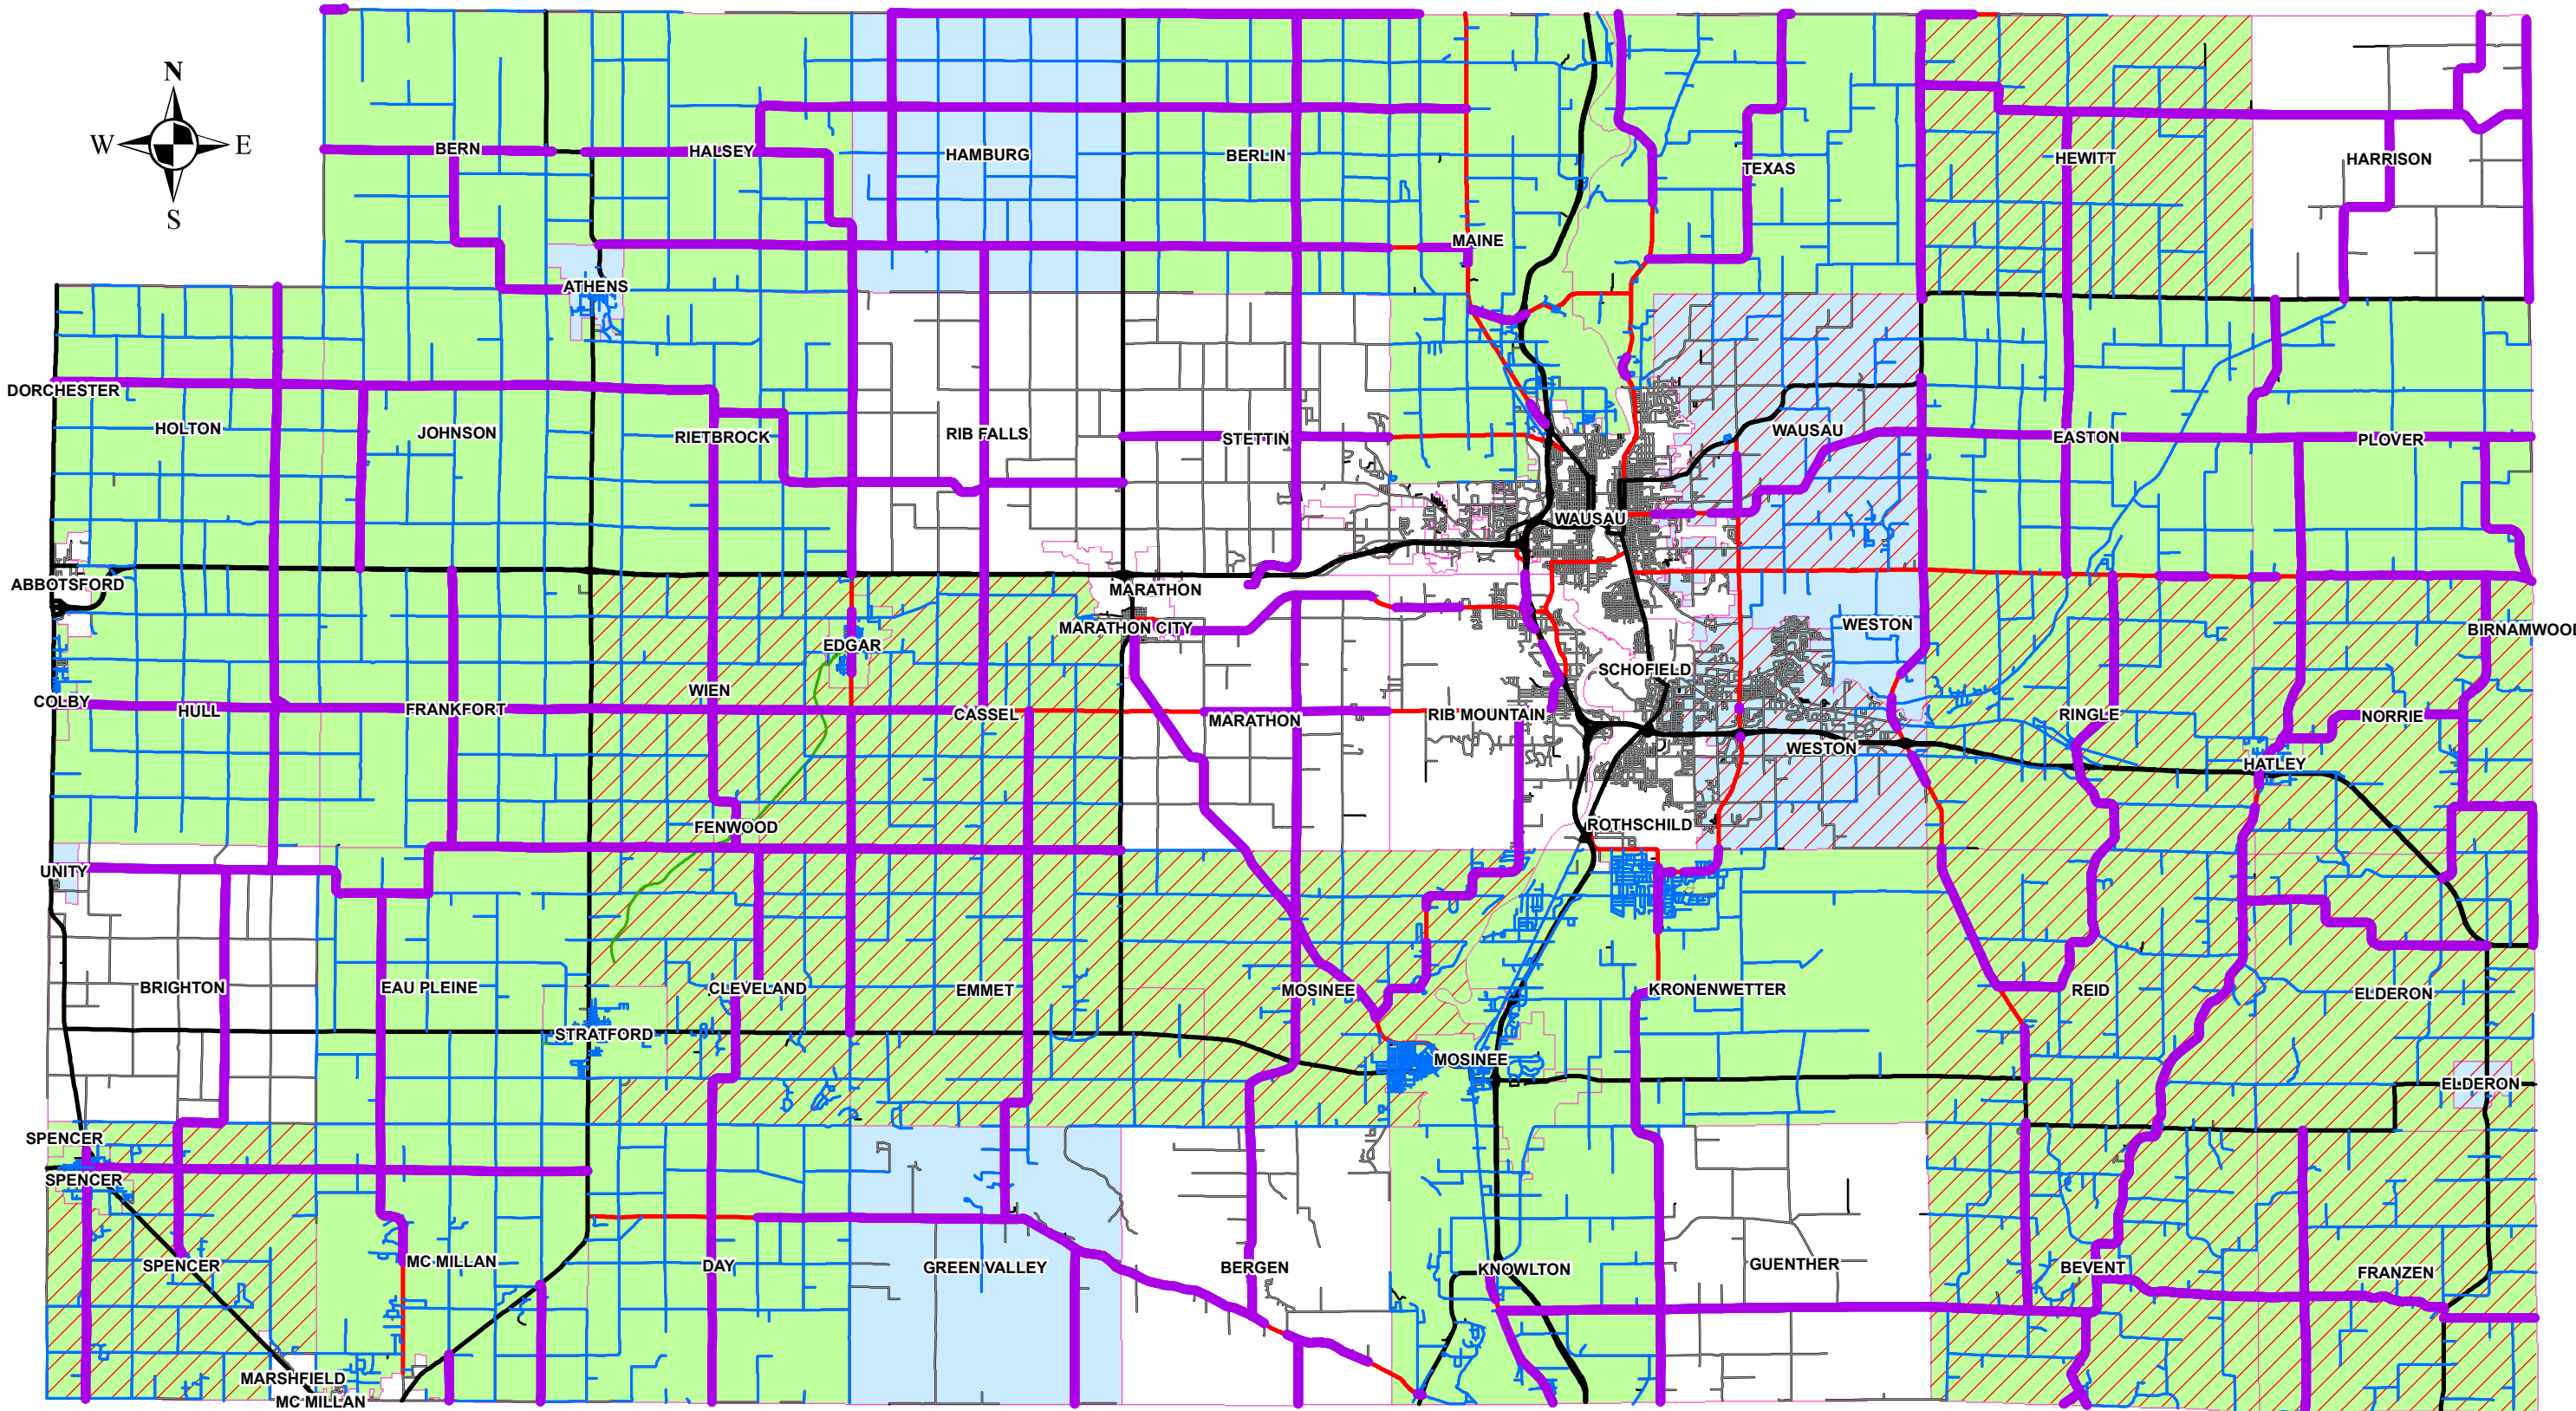 N
W E
S
BERN
HALSEY
HAMBURG
BERLIN
TEXAS
HEWITT
HARRISON
MAINE
ATHENS
DORCHESTER
HOLTON
JOHNSON
RIETBROCK
RIB FALLS
STETTIN
WAUSAU
EASTON
PLOVER
WAUSAU
ABBOTSFORD
MARATHON
MARATHON CITY
EDGAR
WESTON
BIRNAMWOOD
SCHOFIELD
COLBY
HULL
FRANKFORT
WIEN
CASSEL
MARATHON
RIB MOUNTAIN
RINGLE
NORRIE
WESTON
HATLEY
FENWOOD
ROTHSCHILD
UNITY
BRIGHTON
EAU PLEINE
CLEVELAND
EMMET
MOSINEE
KRONENWETTER
REID
ELDERON
STRATFORD
MOSINEE
ELDERON
SPENCER
SPENCER
SPENCER
MC MILLAN
DAY
GREEN VALLEY
BERGEN
KNOWLTON
GUENTHER
BEVENT
FRANZEN
MARSHFIELD
MC MILLAN